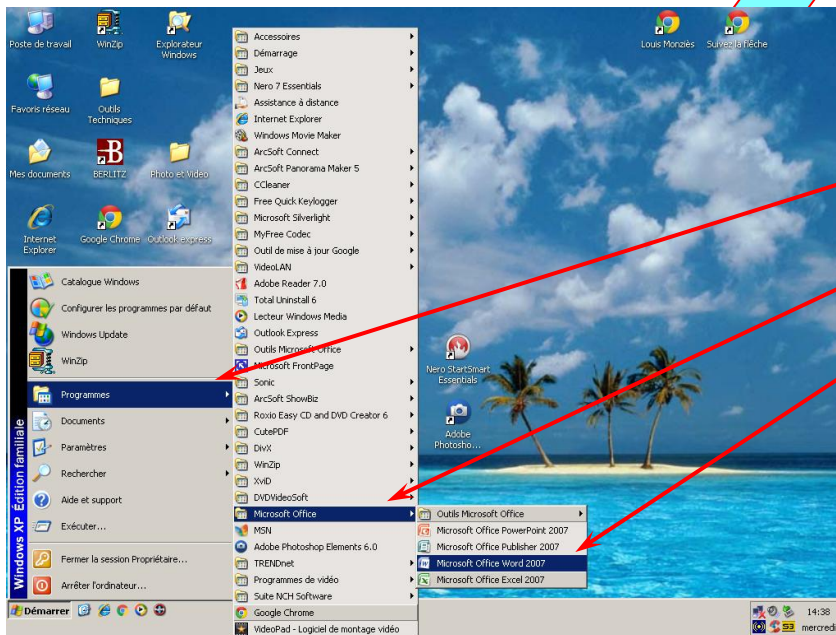 Poste de travail
WinZip
Explorateur
Windows
Louis Monziès
Suivez la flèche
Favoris réseau
Outils
Techniques
Mes documents
BERLITZ
Photo et Video
Internet
Explorer
Google Chrome
Outlook express
Nero StartSmart
Essentials
Adobe
Photosho...
Windows XP Édition familiale
Catalogue Windows
Configurer les programmes par défaut
Windows Update
WinZip
Programmes
Documents
Paramètres
Rechercher
Aide et support
Exécuter...
Fermer la session Propriétaire...
Arrêter l'ordinateur...
Accessoires
Démarrage
Jeux
Nero 7 Essentials
Assistance à distance
Internet Explorer
Windows Movie Maker
ArcSoft Connect
ArcSoft Panorama Maker 5
CCleaner
Free Quick Keylogger
Microsoft Silverlight
MyFree Codec
Outil de mise à jour Google
VideoLAN
Adobe Reader 7.0
Total Uninstall 6
Lecteur Windows Media
Outlook Express
Outils Microsoft Office
Microsoft FrontPage
Sonic
ArcSoft ShowBiz
Roxio Easy CD and DVD Creator 6
CutePDF
DivX
WinZip
XviD
DVDVideoSoft
Microsoft Office
MSN
Adobe Photoshop Elements 6.0
TRENDnet
Programmes de vidéo
Suite NCH Software
Google Chrome
VideoPad - Logiciel de montage vidéo
Outils Microsoft Office
Microsoft Office PowerPoint 2007
Microsoft Office Publisher 2007
Microsoft Office Word 2007
Microsoft Office Excel 2007
Démarrer
14:38
mercredi